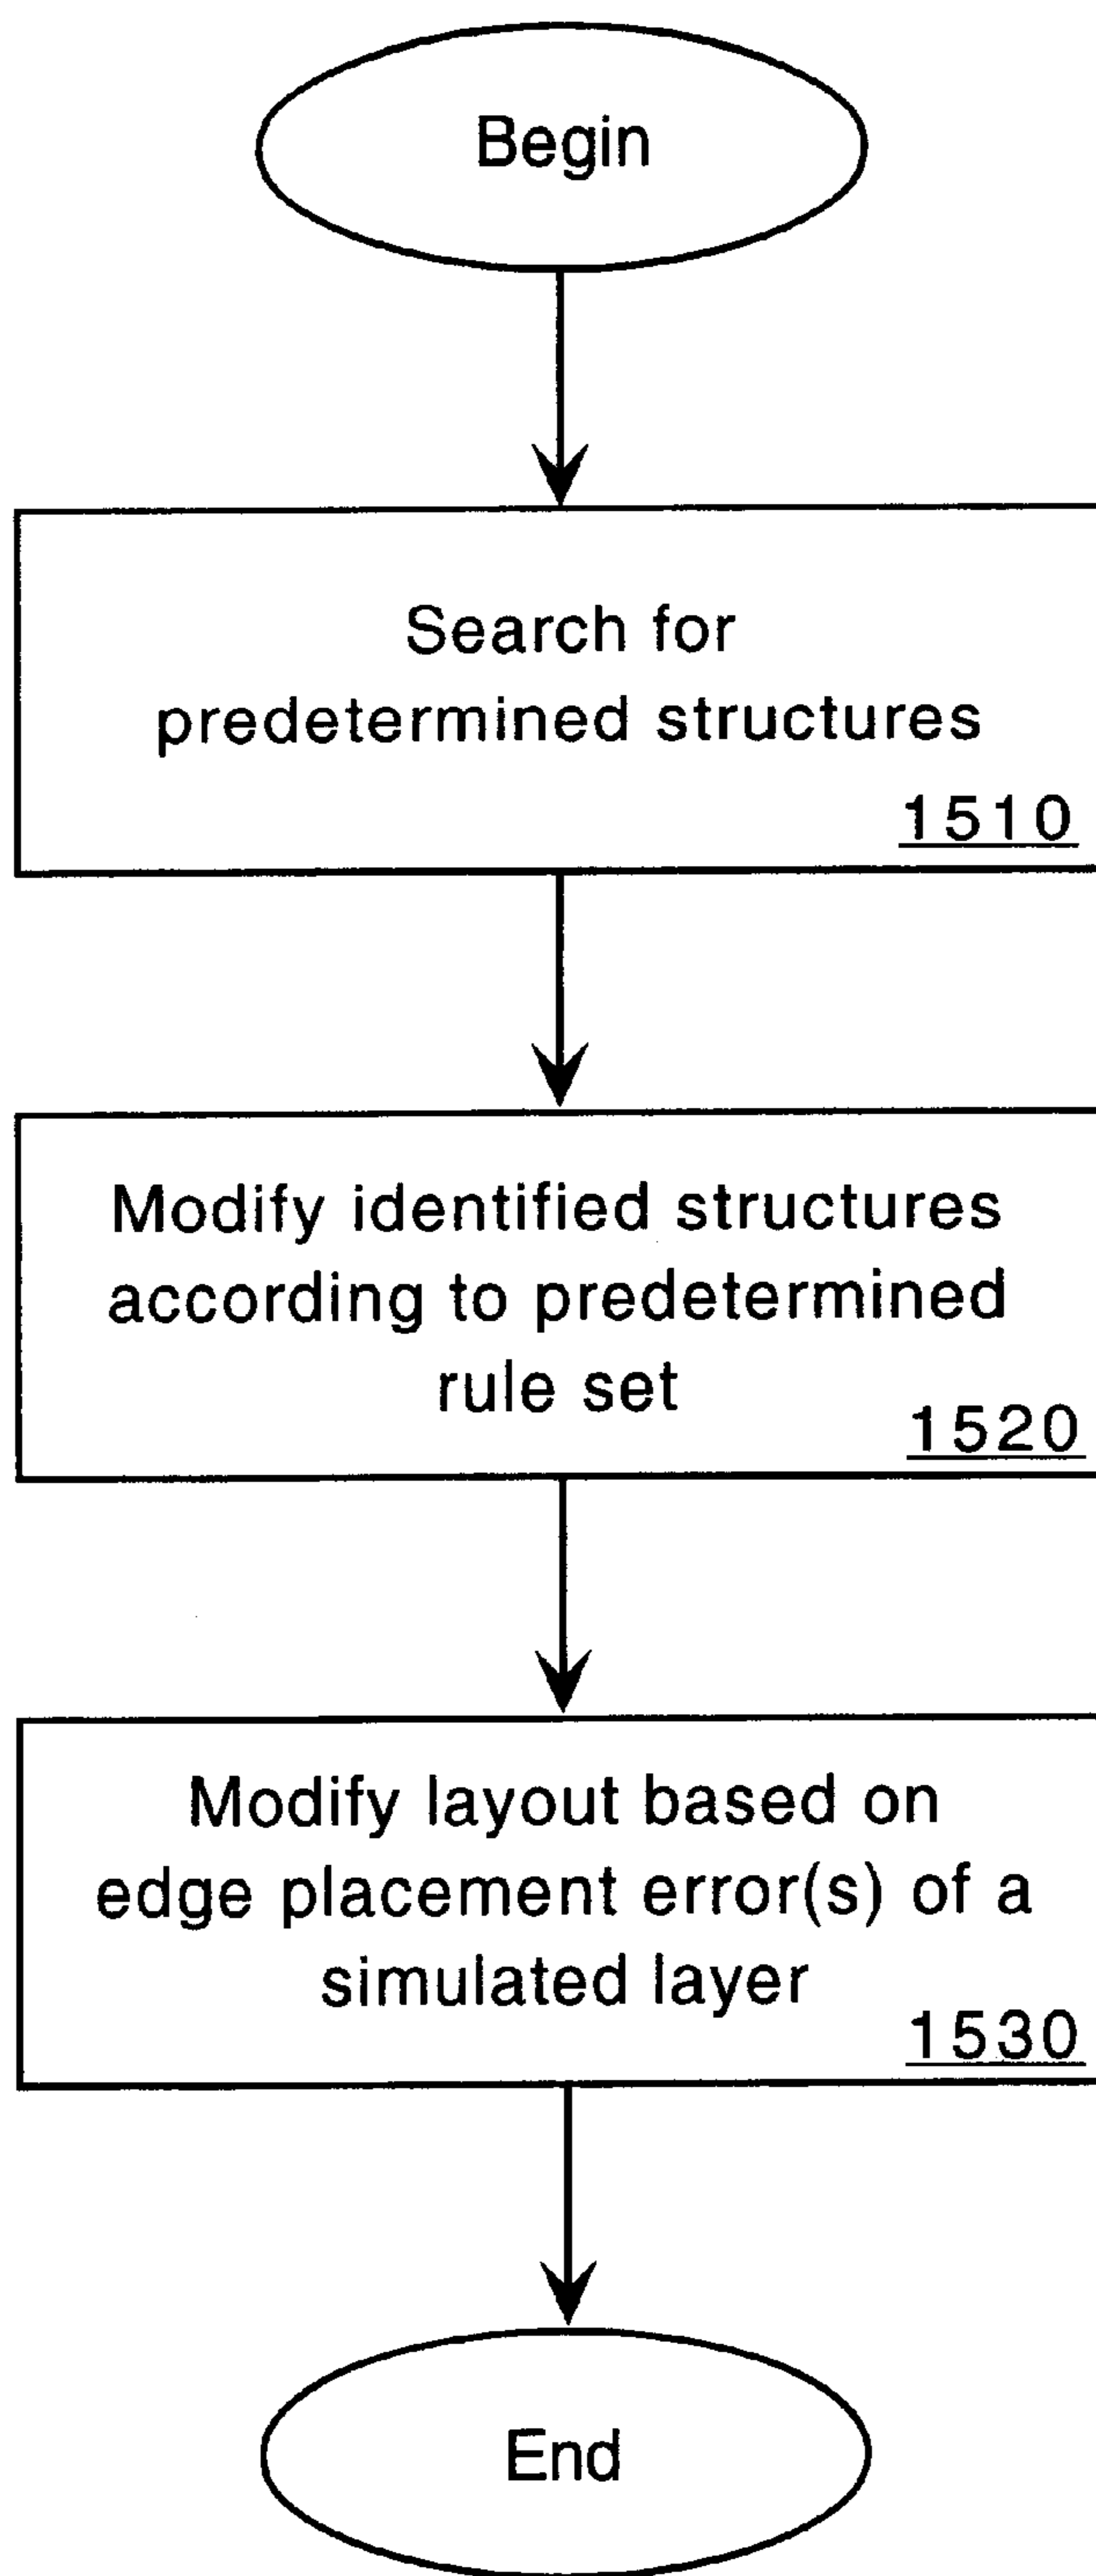 Begin
Search for
predetermined structures
1510
Modify identified structures
according to predetermined
rule set
1520
Modify layout based on
edge placement error(s) of a
simulated layer
1530
End